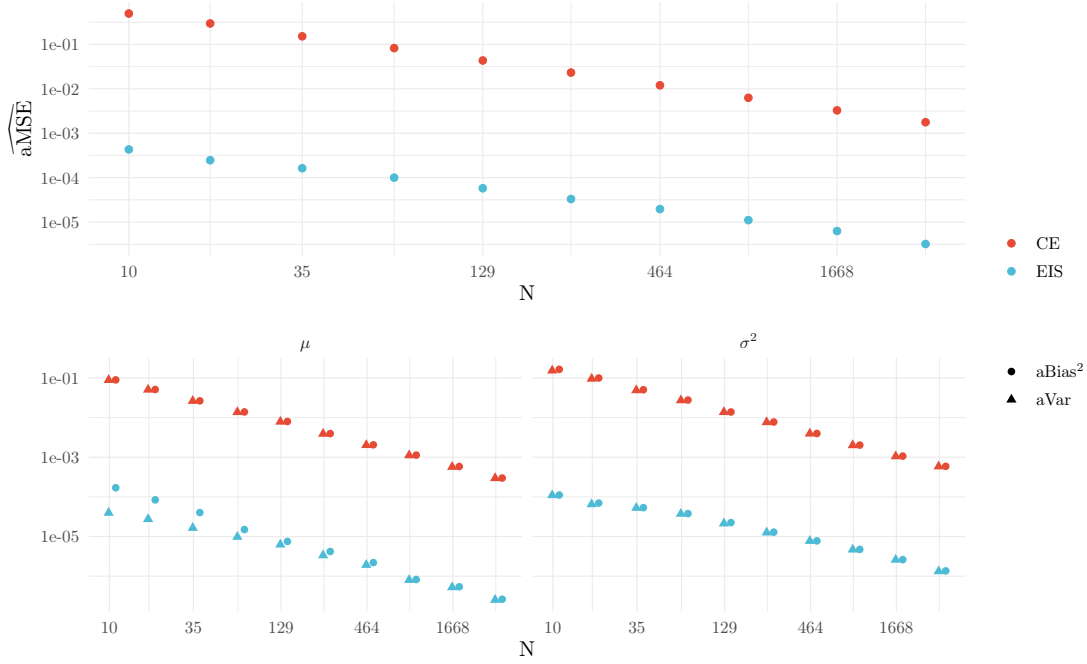 1e-01
1e-02
1e-03
1e-04
1e-05
aMSE
10 35 129 464 1668
N
CE
EIS
μ σ²
aBias²
aVar
1e-01
1e-03
1e-05
10 35 129 464 1668 10 35 129 464 1668
N